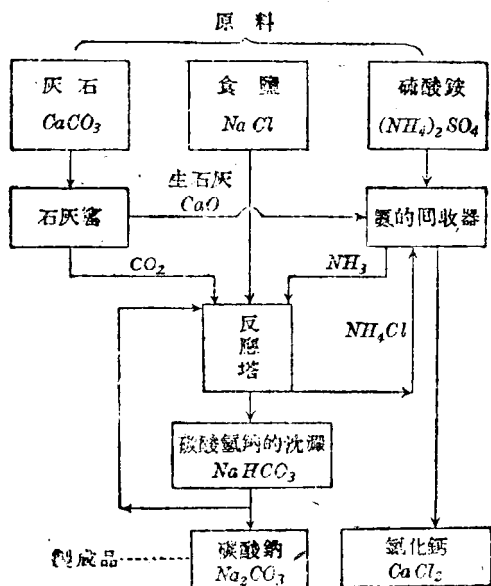 原料
灰石
CaCO3
食鹽
NaCl
硫酸銨
(NH4)2SO4
生石灰
CaO
石灰窰
氨的囘收器
CO2
NH3
NH4Cl
反應塔
碳酸氫鈉的沈澱
NaHCO3
製成品
碳酸鈉
Na2CO3
氯化鈣
CaCl2